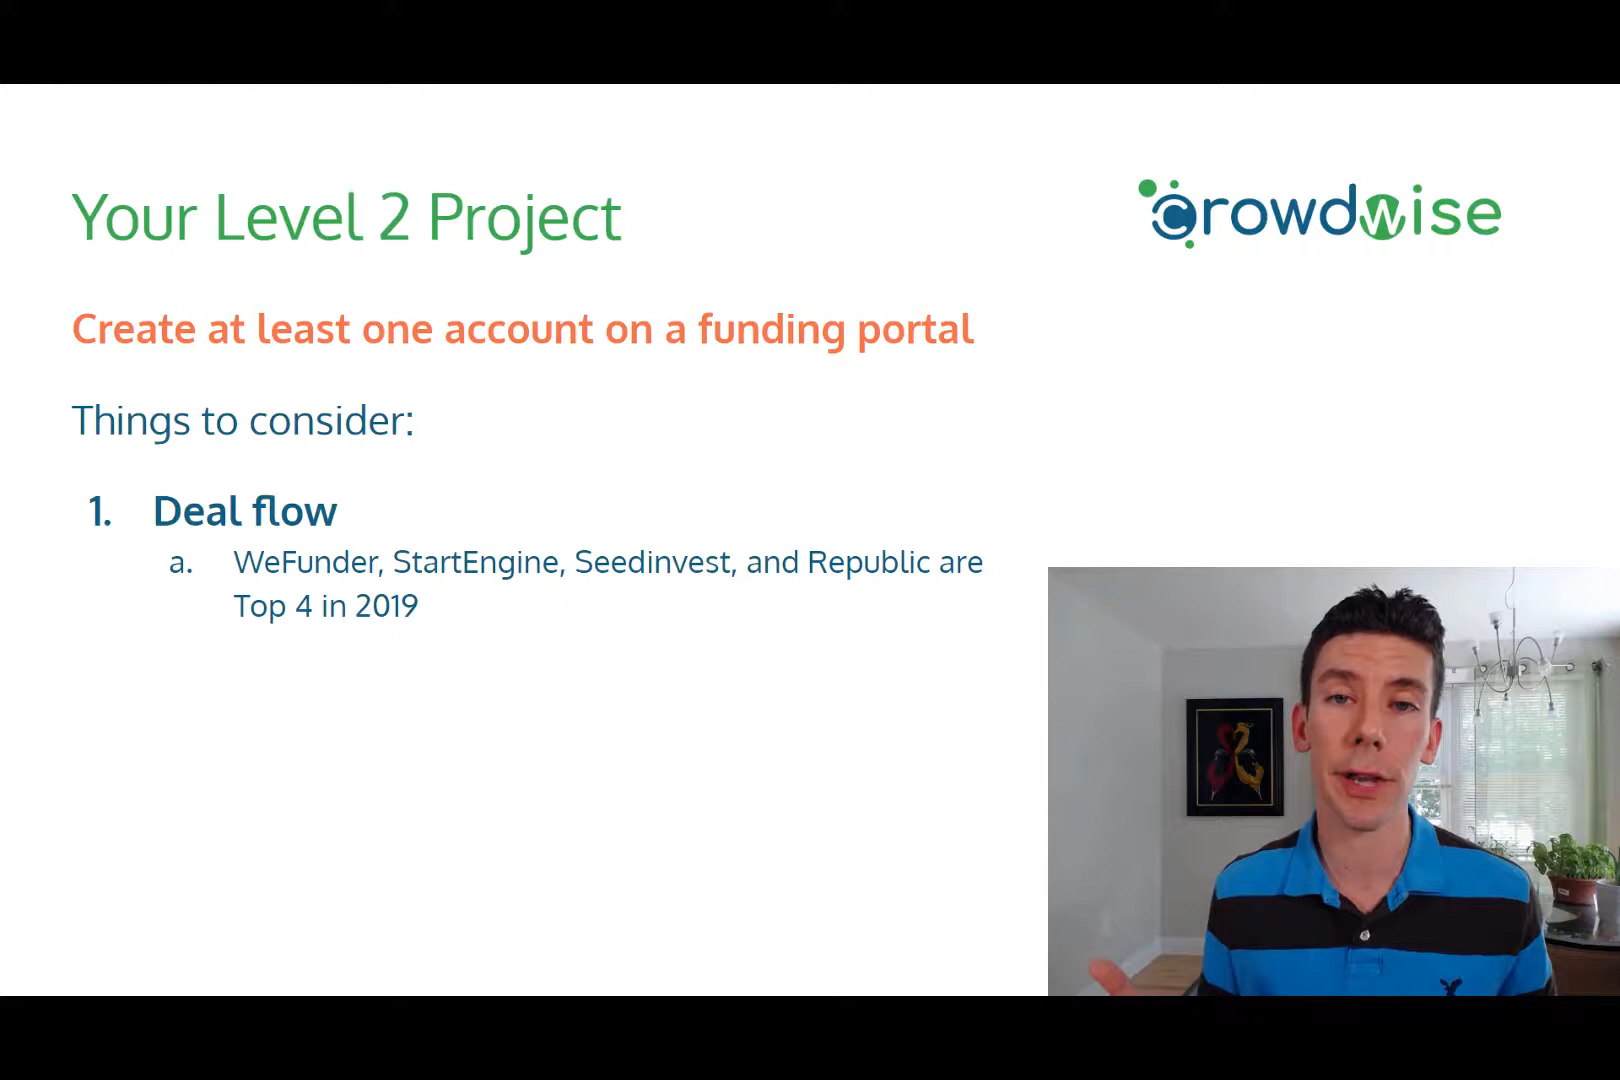 Your Level 2 Project
crowdwise
Create at least one account on a funding portal
Things to consider:
1. Deal flow
a. WeFunder, StartEngine, Seedinvest, and Republic are
Top 4 in 2019